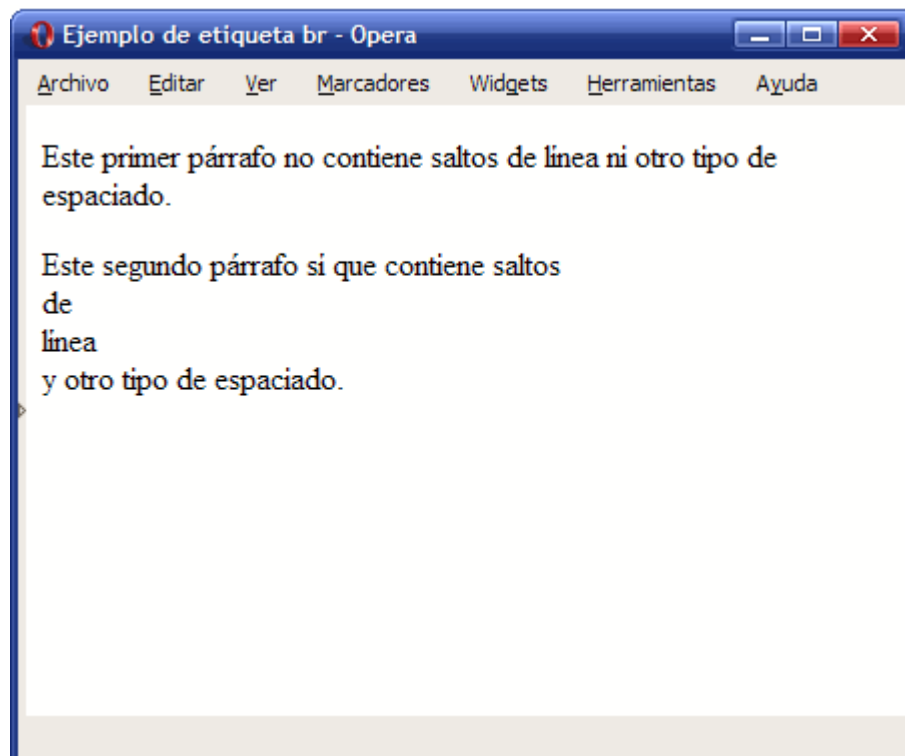 Ejemplo de etiqueta br - Opera
Archivo Editar Ver Marcadores Widgets Herramientas Ayuda
Este primer párrafo no contiene saltos de línea ni otro tipo de
espaciado.
Este segundo párrafo sí que contiene saltos
de
línea
y otro tipo de espaciado.